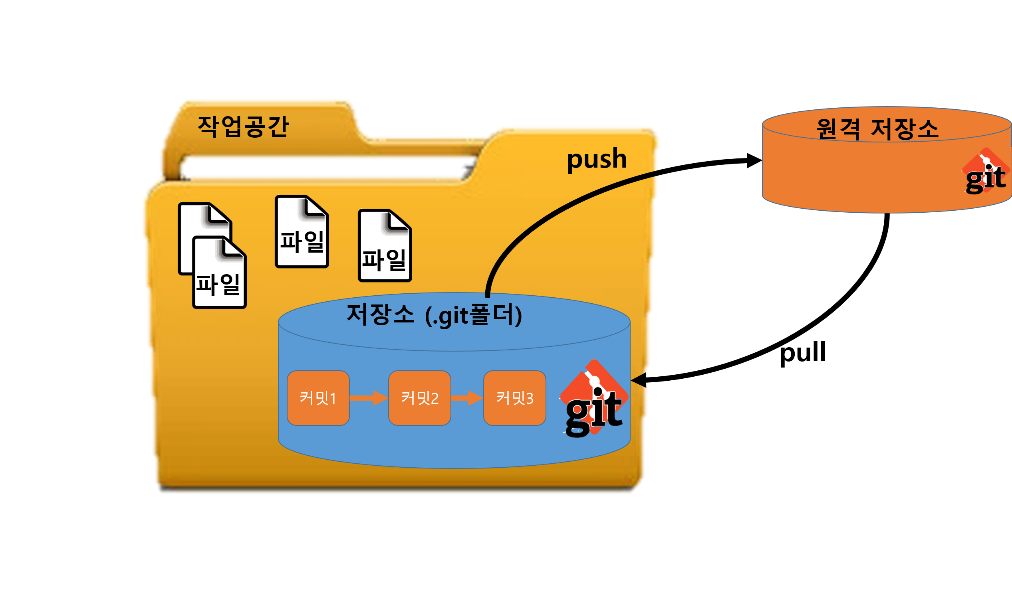 작업공간
원격 저장소
git
push
파일
파일
파일
저장소 (.git폴더)
pull
커밋1
커밋2
커밋3
git